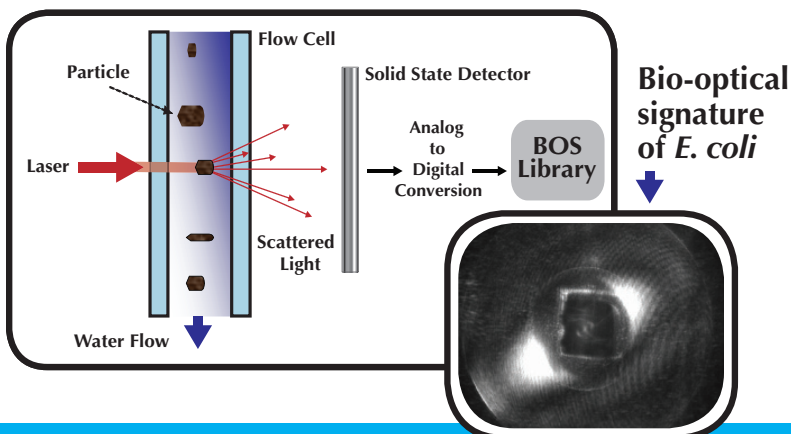 Flow Cell
Particle
Solid State Detector
Laser
Analog
to
Digital
Conversion
BOS
Library
Scattered
Light
Water Flow
Bio-optical
signature
of E. coli